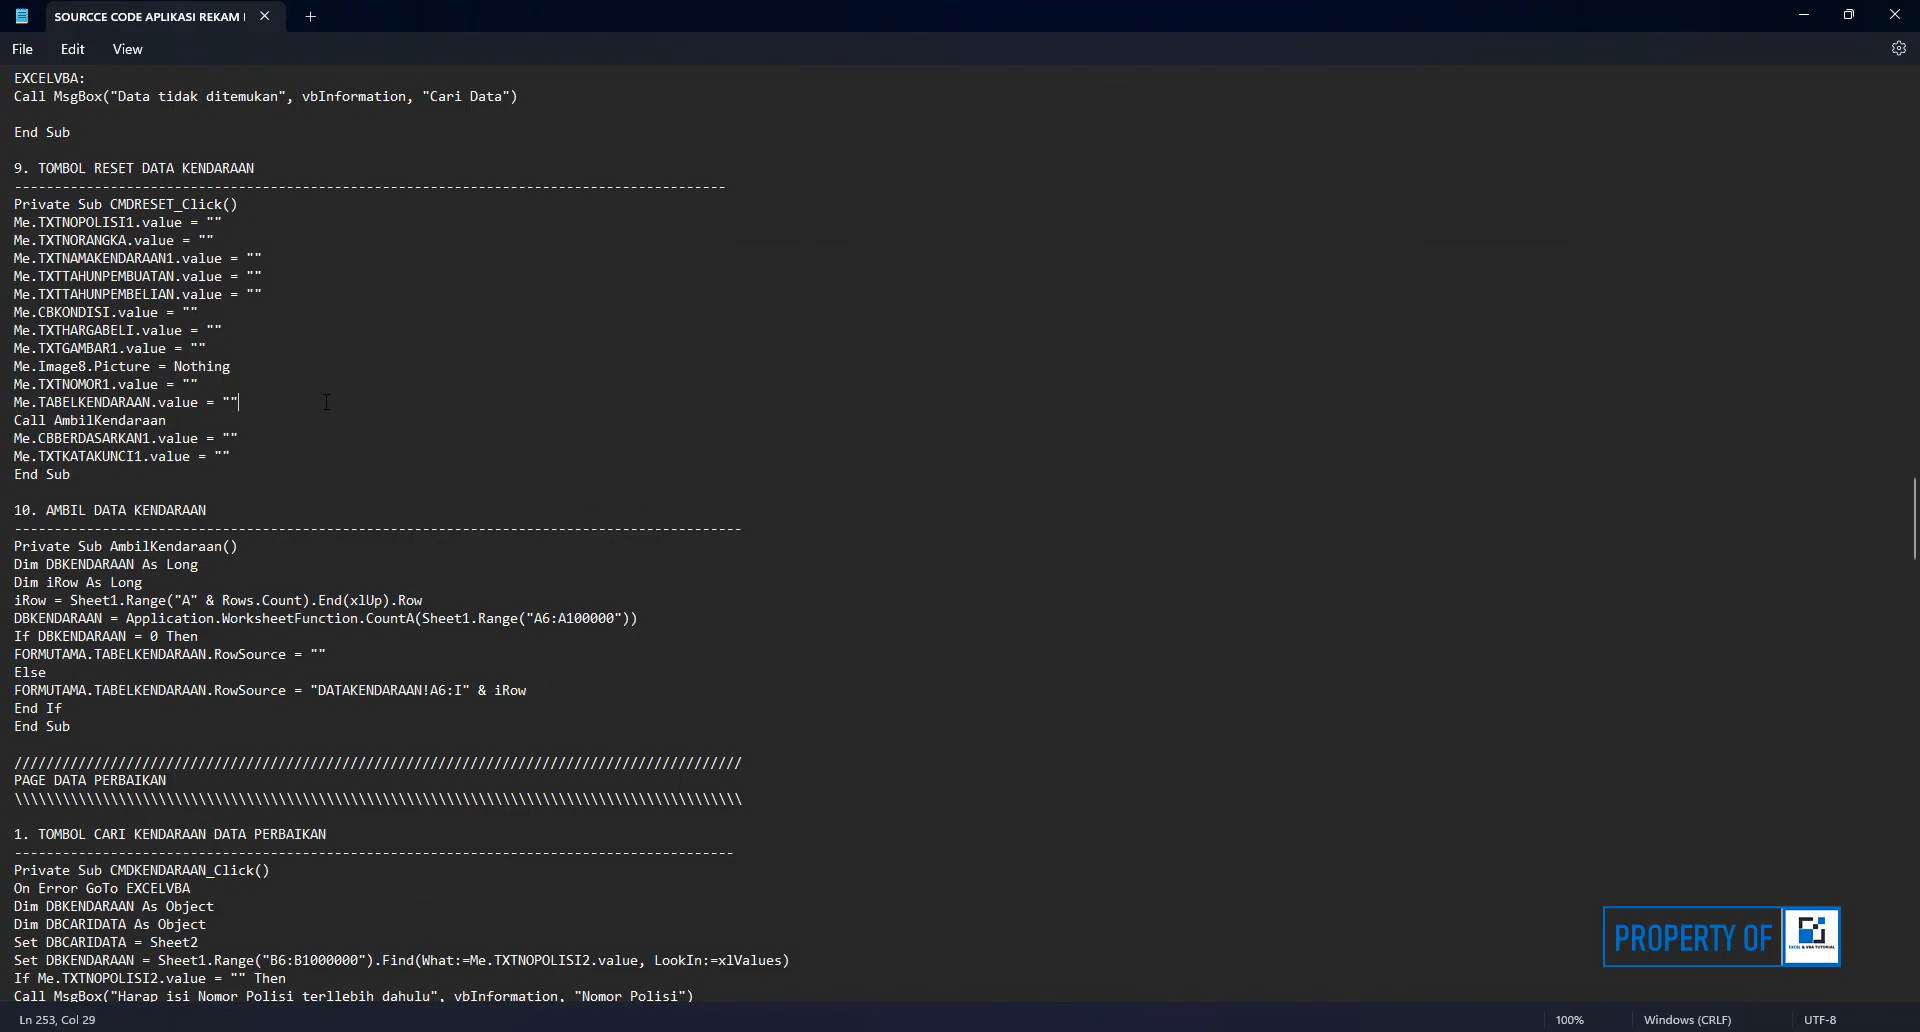 SOURCCE CODE APLIKASI REKAM
File Edit View
EXCELVBA:
Call MsgBox("Data tidak ditemukan", vbInformation, "Cari Data")
End Sub
9. TOMBOL RESET DATA KENDARAAN
-----------------------------------------------------------------------------------------
Private Sub CMDRESET_Click()
Me.TXTNOPOLISI1.value = ""
Me.TXTNORANGKA.value = ""
Me.TXTNAMAKENDARAAN1.value = ""
Me.TXTTAHUNPEMBUATAN.value = ""
Me.TXTTAHUNPEMBELIAN.value = ""
Me.CBKONDISI.value = ""
Me.TXTHARGABELI.value = ""
Me.TXTGAMBAR1.value = ""
Me.Image8.Picture = Nothing
Me.TXTNOMOR1.value = ""
Me.TABELKENDARAAN.value = ""
Call AmbilKendaraan
Me.CBBERDASARKAN1.value = ""
Me.TXTKATAKUNCI1.value = ""
End Sub
10. AMBIL DATA KENDARAAN
-------------------------------------------------------------------------------------------
Private Sub AmbilKendaraan()
Dim DBKENDARAAN As Long
Dim iRow As Long
iRow = Sheet1.Range("A" & Rows.Count).End(xlUp).Row
DBKENDARAAN = Application.WorksheetFunction.CountA(Sheet1.Range("A6:A100000"))
If DBKENDARAAN = 0 Then
FORMUTAMA.TABELKENDARAAN.RowSource = ""
Else
FORMUTAMA.TABELKENDARAAN.RowSource = "DATAKENDARAAN!A6:I" & iRow
End If
End Sub
///////////////////////////////////////////////////////////////////////////////////////////
PAGE DATA PERBAIKAN
\\\\\\\\\\\\\\\\\\\\\\\\\\\\\\\\\\\\\\\\\\\\\\\\\\\\\\\\\\\\\\\\\\\\\\\\\\\\\\\\\\\\\\\\\\\
1. TOMBOL CARI KENDARAAN DATA PERBAIKAN
------------------------------------------------------------------------------------------
Private Sub CMDKENDARAAN_Click()
On Error GoTo EXCELVBA
Dim DBKENDARAAN As Object
Dim DBCARIDATA As Object
Set DBCARIDATA = Sheet2
Set DBKENDARAAN = Sheet1.Range("B6:B1000000").Find(What:=Me.TXTNOPOLISI2.value, LookIn:=xlValues)
If Me.TXTNOPOLISI2.value = "" Then
Call MsgBox("Harap isi Nomor Polisi terllebih dahulu", vbInformation, "Nomor Polisi")
PROPERTY OF
EXCEL & VBA TUTORIAL
Ln 253, Col 29
100%
Windows (CRLF)
UTF-8